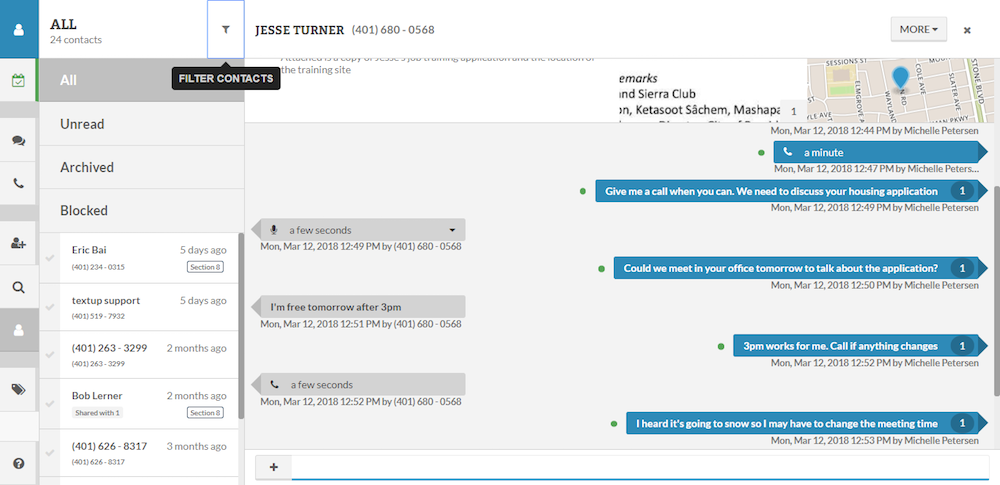 ALL
24 contacts
FILTER CONTACTS
All
Unread
Archived
Blocked
Eric Bai 5 days ago
(401) 234 - 0315 Section 8
textup support 5 days ago
(401) 519 - 7932
(401) 263 - 3299 2 months ago
(401) 263 - 3299
Bob Lerner 2 months ago
Shared with 1 Section 8
(401) 626 - 8317 3 months ago
(401) 626 - 8317
JESSE TURNER (401) 680 - 0568 MORE
Attached is a copy of Jesse's job training application and the location of
the training site
emarks
and Sierra Club
on, Ketasoot Sâchem, Mashapa
1
SESSIONS ST
ELMGROVE A
COLE AVE
SLATER AVE
STONE BLVD
Mon, Mar 12, 2018 12:44 PM by Michelle Petersen
a minute
Mon, Mar 12, 2018 12:47 PM by Michelle Peters...
Give me a call when you can. We need to discuss your housing application 1
Mon, Mar 12, 2018 12:49 PM by Michelle Petersen
a few seconds
Mon, Mar 12, 2018 12:49 PM by (401) 680 - 0568
Could we meet in your office tomorrow to talk about the application? 1
Mon, Mar 12, 2018 12:50 PM by Michelle Petersen
I'm free tomorrow after 3pm
Mon, Mar 12, 2018 12:51 PM by (401) 680 - 0568
3pm works for me. Call if anything changes 1
Mon, Mar 12, 2018 12:52 PM by Michelle Petersen
a few seconds
Mon, Mar 12, 2018 12:52 PM by (401) 680 - 0568
I heard it's going to snow so I may have to change the meeting time 1
Mon, Mar 12, 2018 12:53 PM by Michelle Petersen